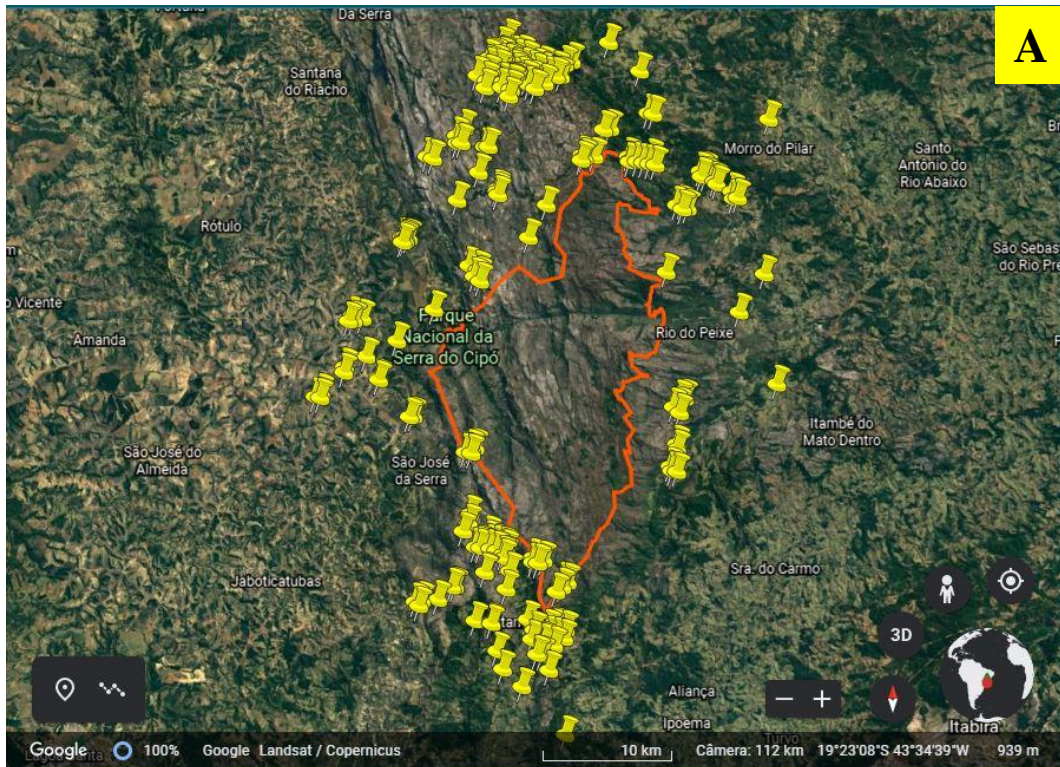 Da Serra
A
Santana
do Riacho
Morro do Pilar
Santo
Antônio do
Rio Abaixo
Rótulo
São Sebas
do Rio Pre
o Vicente
Parque
Nacional da
Serra do Cipó
Amanda
Rio do Peixe
Itambé do
Mato Dentro
São José do
Almeida
São José
da Serra
Jaboticatubas
Sra. do Carmo
3D
Aliança
Ipoema
Itabira
Google
100%
Google
Landsat / Copernicus
10 km
Câmera: 112 km
19°23'08"S 43°34'39"W
939 m